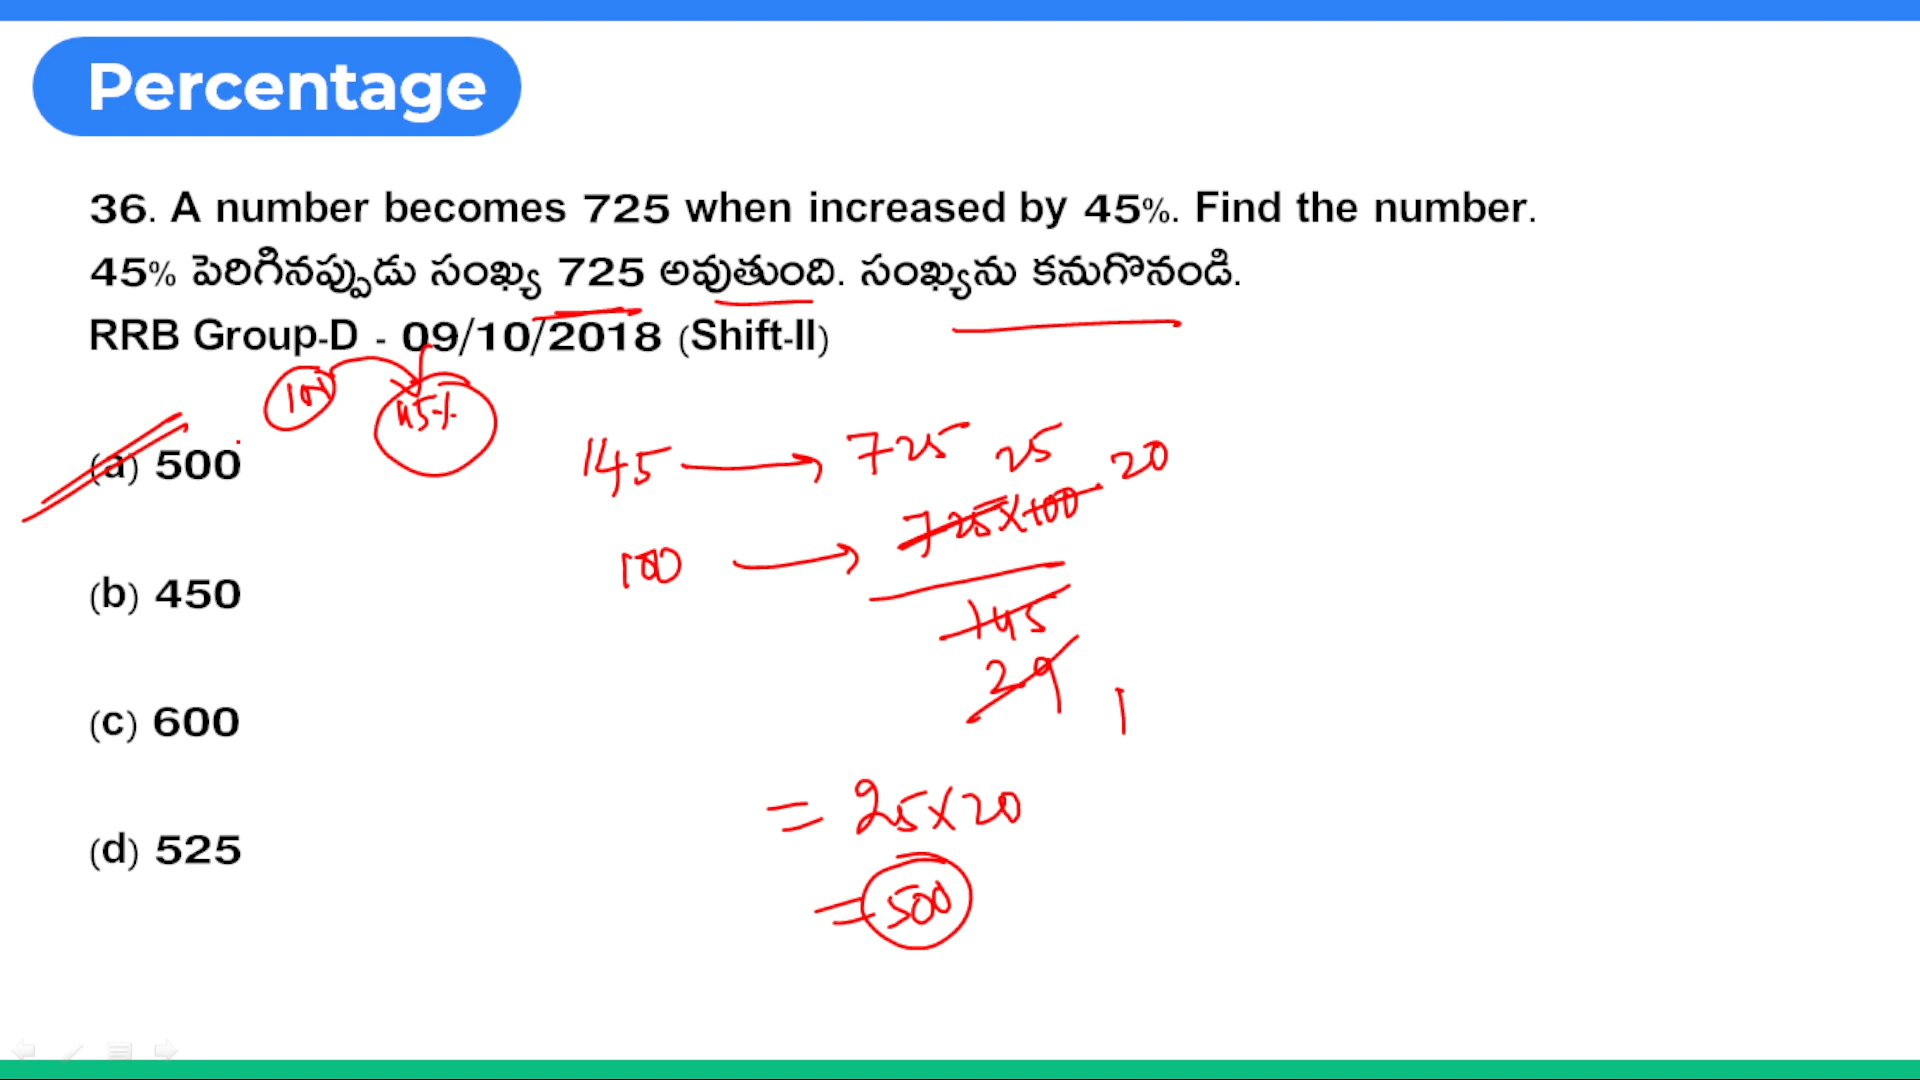 Percentage
36. A number becomes 725 when increased by 45%. Find the number.
45% పెరిగినప్పుడు సంఖ్య 725 అవుతుంది. సంఖ్యను కనుగొనండి.
RRB Group-D - 09/10/2018 (Shift-II)
45%
(a) 500
145 → 725 25 20
725×100
100 →
145
29 1
(b) 450
(c) 600
(d) 525
= 25×20
= 500